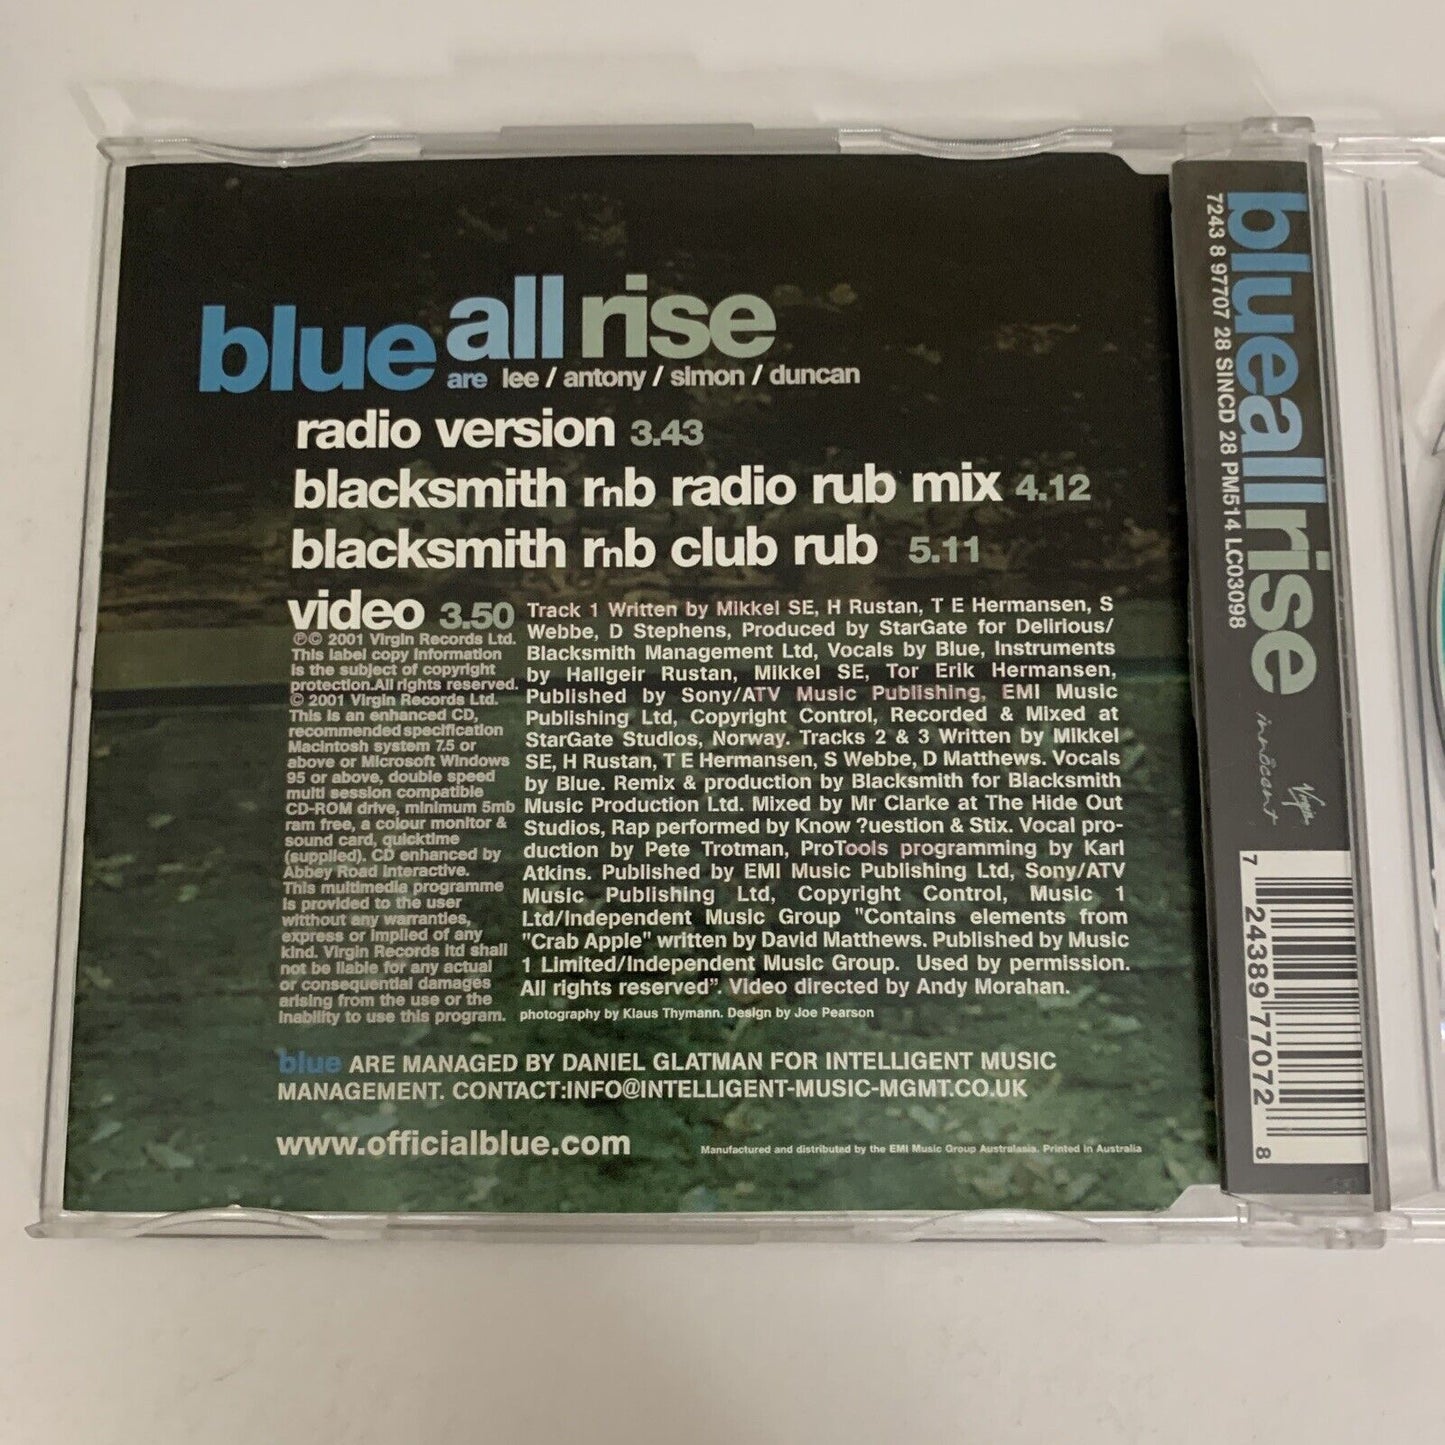 blue all rise
are lee / antony / simon / duncan
radio version 3.43
blacksmith rnb radio rub mix 4.12
blacksmith rnb club rub 5.11
video 3.50
℗© 2001 Virgin Records Ltd.
This label copy information
is the subject of copyright
protection.All rights reserved.
© 2001 Virgin Records Ltd.
This is an enhanced CD,
recommended specification
Macintosh system 7.5 or
above or Microsoft Windows
95 or above, double speed
multi session compatible
CD-ROM drive, minimum 5mb
ram free, a colour monitor &
sound card, quicktime
(supplied). CD enhanced by
Abbey Road Interactive.
This multimedia programme
is provided to the user
witthout any warranties,
express or implied of any
kind. Virgin Records ltd shall
not be liable for any actual
or consequential damages
arising from the use or the
inability to use this program.
Track 1 Written by Mikkel SE, H Rustan, T E Hermansen, S
Webbe, D Stephens, Produced by StarGate for Delirious/
Blacksmith Management Ltd, Vocals by Blue, Instruments
by Hallgeir Rustan, Mikkel SE, Tor Erik Hermansen,
Published by Sony/ATV Music Publishing, EMI Music
Publishing Ltd, Copyright Control, Recorded & Mixed at
StarGate Studios, Norway. Tracks 2 & 3 Written by Mikkel
SE, H Rustan, T E Hermansen, S Webbe, D Matthews. Vocals
by Blue. Remix & production by Blacksmith for Blacksmith
Music Production Ltd. Mixed by Mr Clarke at The Hide Out
Studios, Rap performed by Know ?uestion & Stix. Vocal pro-
duction by Pete Trotman, ProTools programming by Karl
Atkins. Published by EMI Music Publishing Ltd, Sony/ATV
Music Publishing Ltd, Copyright Control, Music 1
Ltd/Independent Music Group "Contains elements from
"Crab Apple" written by David Matthews. Published by Music
1 Limited/Independent Music Group. Used by permission.
All rights reserved". Video directed by Andy Morahan.
photography by Klaus Thymann. Design by Joe Pearson
blue ARE MANAGED BY DANIEL GLATMAN FOR INTELLIGENT MUSIC
MANAGEMENT. CONTACT:INFO@INTELLIGENT-MUSIC-MGMT.CO.UK
www.officialblue.com
Manufactured and distributed by the EMI Music Group Australasia. Printed in Australia
blue all rise
7243 8 97707 28 SINCD 28 PM514 LC03098
innocent
Virgin
7 24389 77072 8